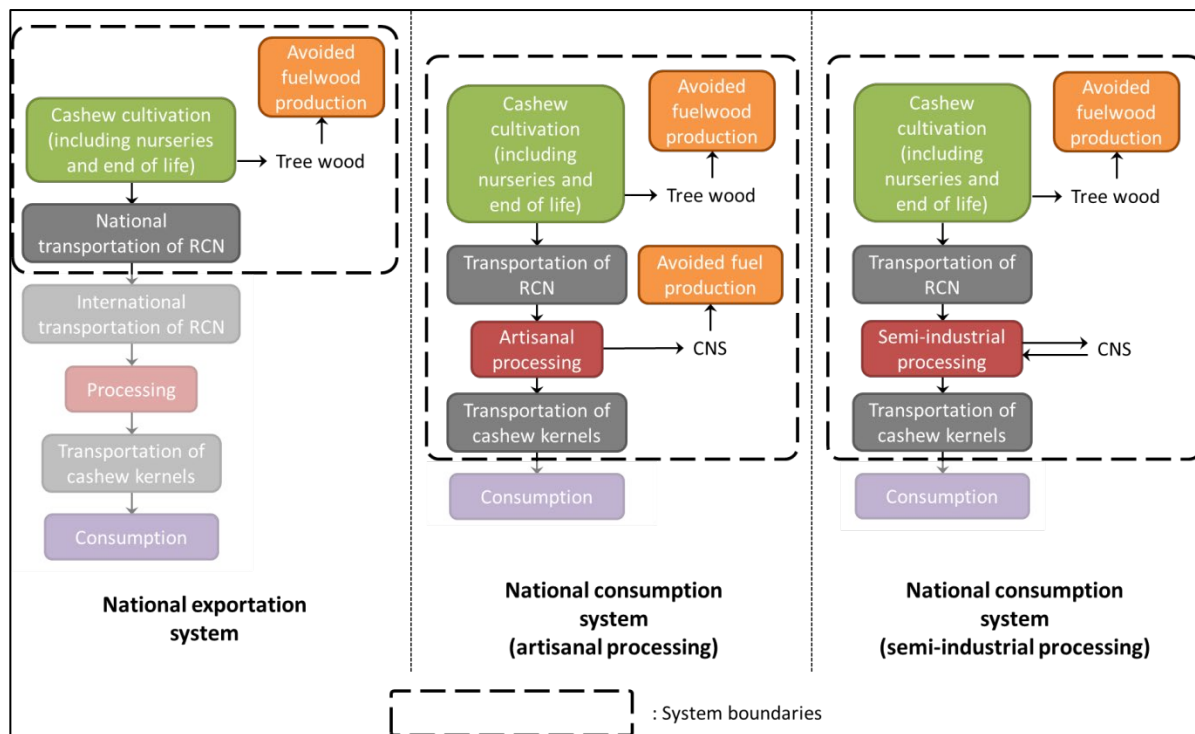 Avoided
fuelwood
production
Cashew cultivation
(including nurseries
and end of life)
Tree wood
National
transportation of RCN
International
transportation of RCN
Processing
Transportation of
cashew kernels
Consumption
National exportation
system
Cashew
cultivation
(including
nurseries and
end of life)
Avoided
fuelwood
production
Tree wood
Transportation of
RCN
Avoided fuel
production
Artisanal
processing
CNS
Transportation of
cashew kernels
Consumption
National consumption
system
(artisanal processing)
Cashew
cultivation
(including
nurseries and
end of life)
Avoided
fuelwood
production
Tree wood
Transportation of
RCN
Semi-industrial
processing
CNS
Transportation of
cashew kernels
Consumption
National consumption
system
(semi-industrial processing)
: System boundaries